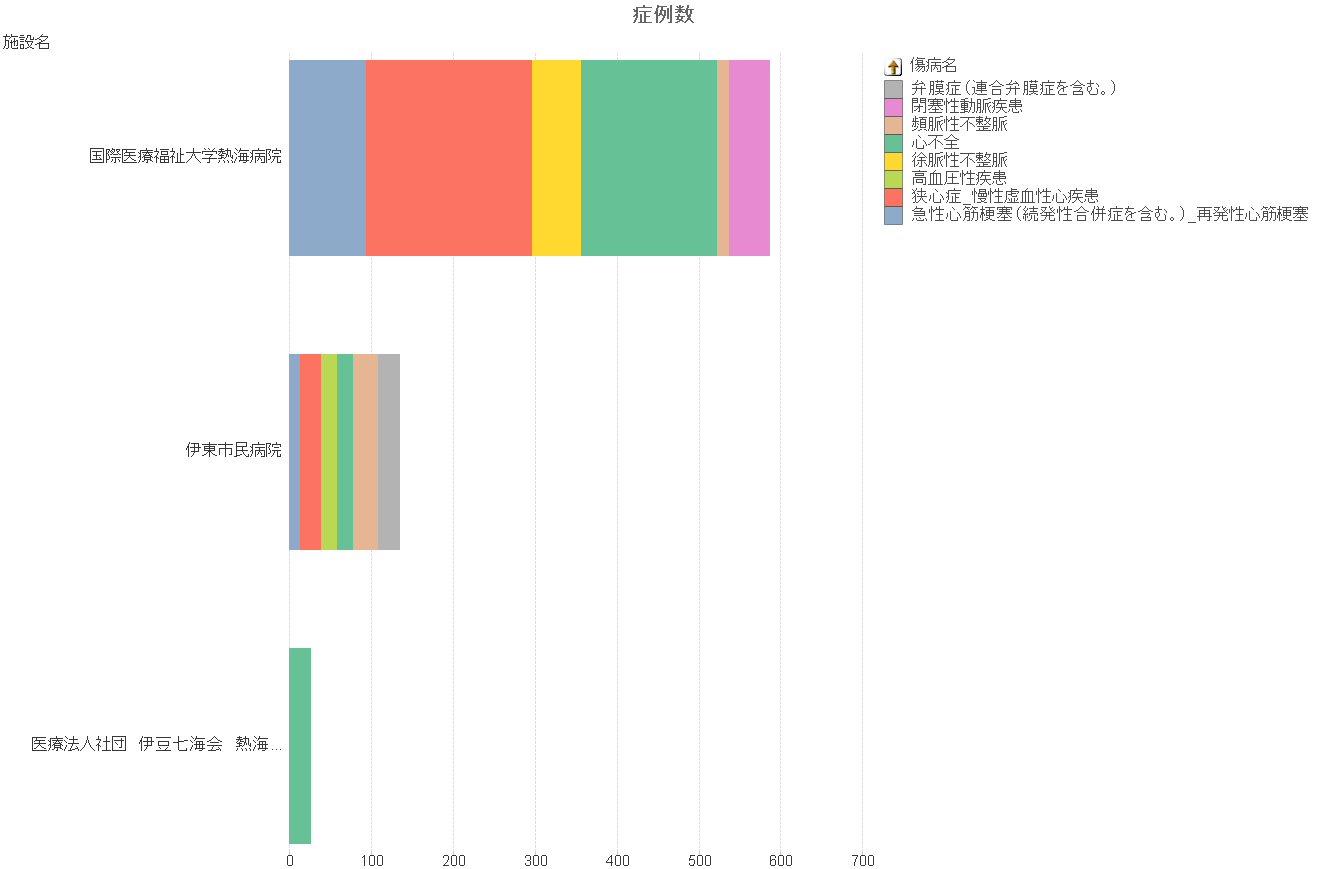 症例数
施設名
国際医療福祉大学熱海病院
伊東市民病院
医療法人社団　伊豆七海会　熱海...
0 100 200 300 400 500 600 700
傷病名
弁膜症(連合弁膜症を含む。)
閉塞性動脈疾患
頻脈性不整脈
心不全
徐脈性不整脈
高血圧性疾患
狭心症_慢性虚血性心疾患
急性心筋梗塞(続発性合併症を含む。)_再発性心筋梗塞